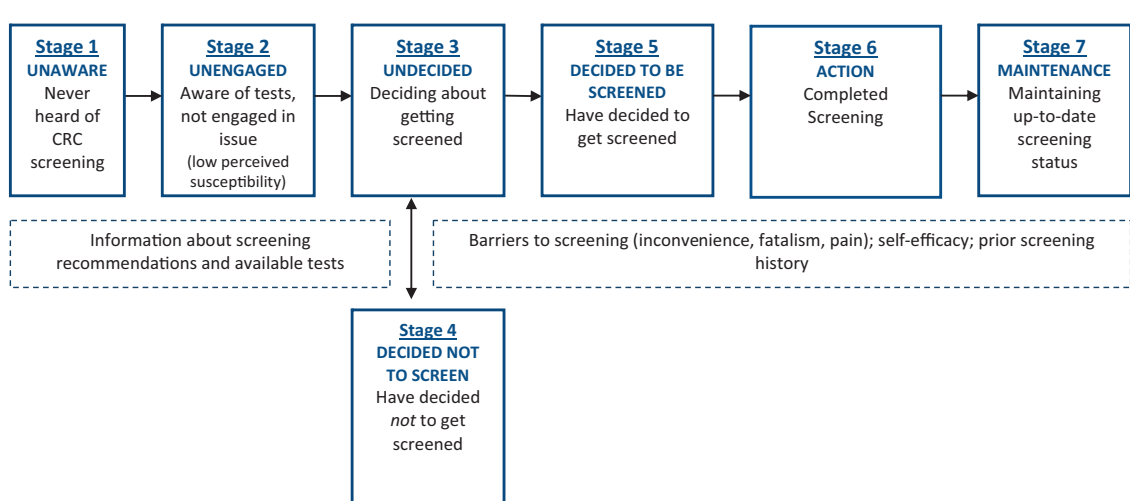 Stage 1
UNAWARE
Never
heard of
CRC
screening
Stage 2
UNENGAGED
Aware of tests,
not engaged in
issue
(low perceived
susceptibility)
Stage 3
UNDECIDED
Deciding about
getting
screened
Stage 5
DECIDED TO BE
SCREENED
Have decided to
get screened
Stage 6
ACTION
Completed
Screening
Stage 7
MAINTENANCE
Maintaining
up-to-date
screening
status
Information about screening
recommendations and available tests
Barriers to screening (inconvenience, fatalism, pain); self-efficacy; prior screening
history
Stage 4
DECIDED NOT
TO SCREEN
Have decided
not to get
screened